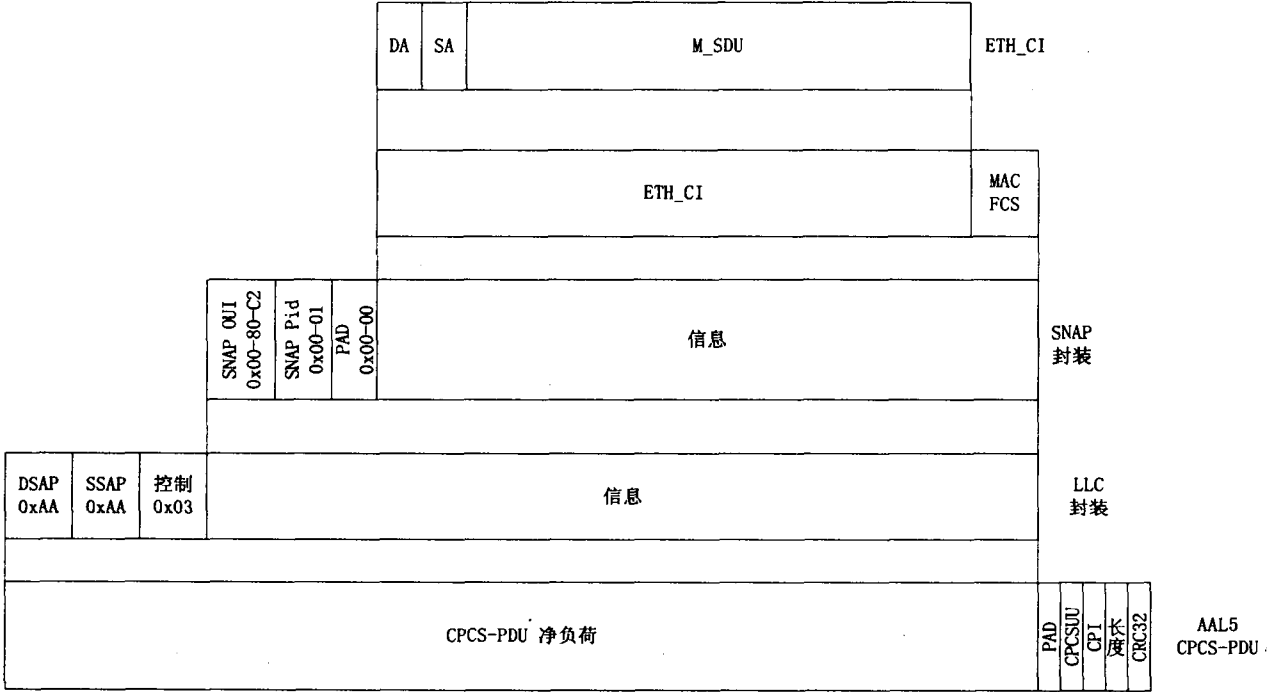 DA
SA
M_SDU
ETH_CI
ETH_CI
MAC
FCS
SNAP OUI
0x00-80-C2
SNAP Pid
0x00-01
PAD
0x00-00
信息
SNAP
封装
DSAP
0xAA
SSAP
0xAA
控制
0x03
信息
LLC
封装
CPCS-PDU 净负荷
PAD
CPCSUU
CPI
长度
CRC32
AAL5
CPCS-PDU